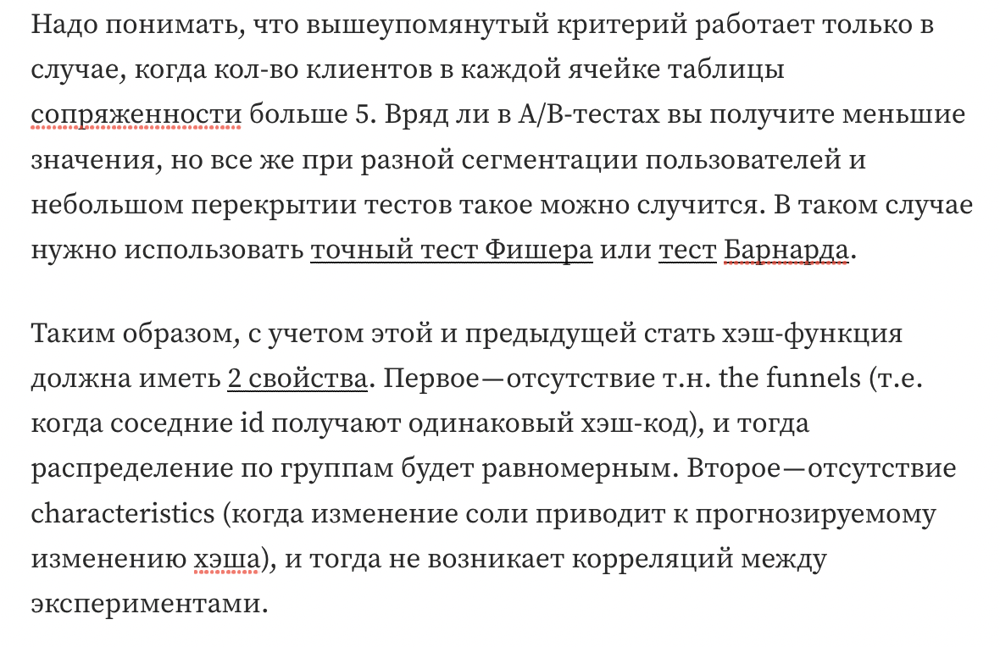 Надо понимать, что вышеупомянутый критерий работает только в
случае, когда кол-во клиентов в каждой ячейке таблицы
сопряженности больше 5. Вряд ли в A/B-тестах вы получите меньшие
значения, но все же при разной сегментации пользователей и
небольшом перекрытии тестов такое можно случится. В таком случае
нужно использовать точный тест Фишера или тест Барнарда.
Таким образом, с учетом этой и предыдущей стать хэш-функция
должна иметь 2 свойства. Первое—отсутствие т.н. the funnels (т.е.
когда соседние id получают одинаковый хэш-код), и тогда
распределение по группам будет равномерным. Второе—отсутствие
characteristics (когда изменение соли приводит к прогнозируемому
изменению хэша), и тогда не возникает корреляций между
экспериментами.